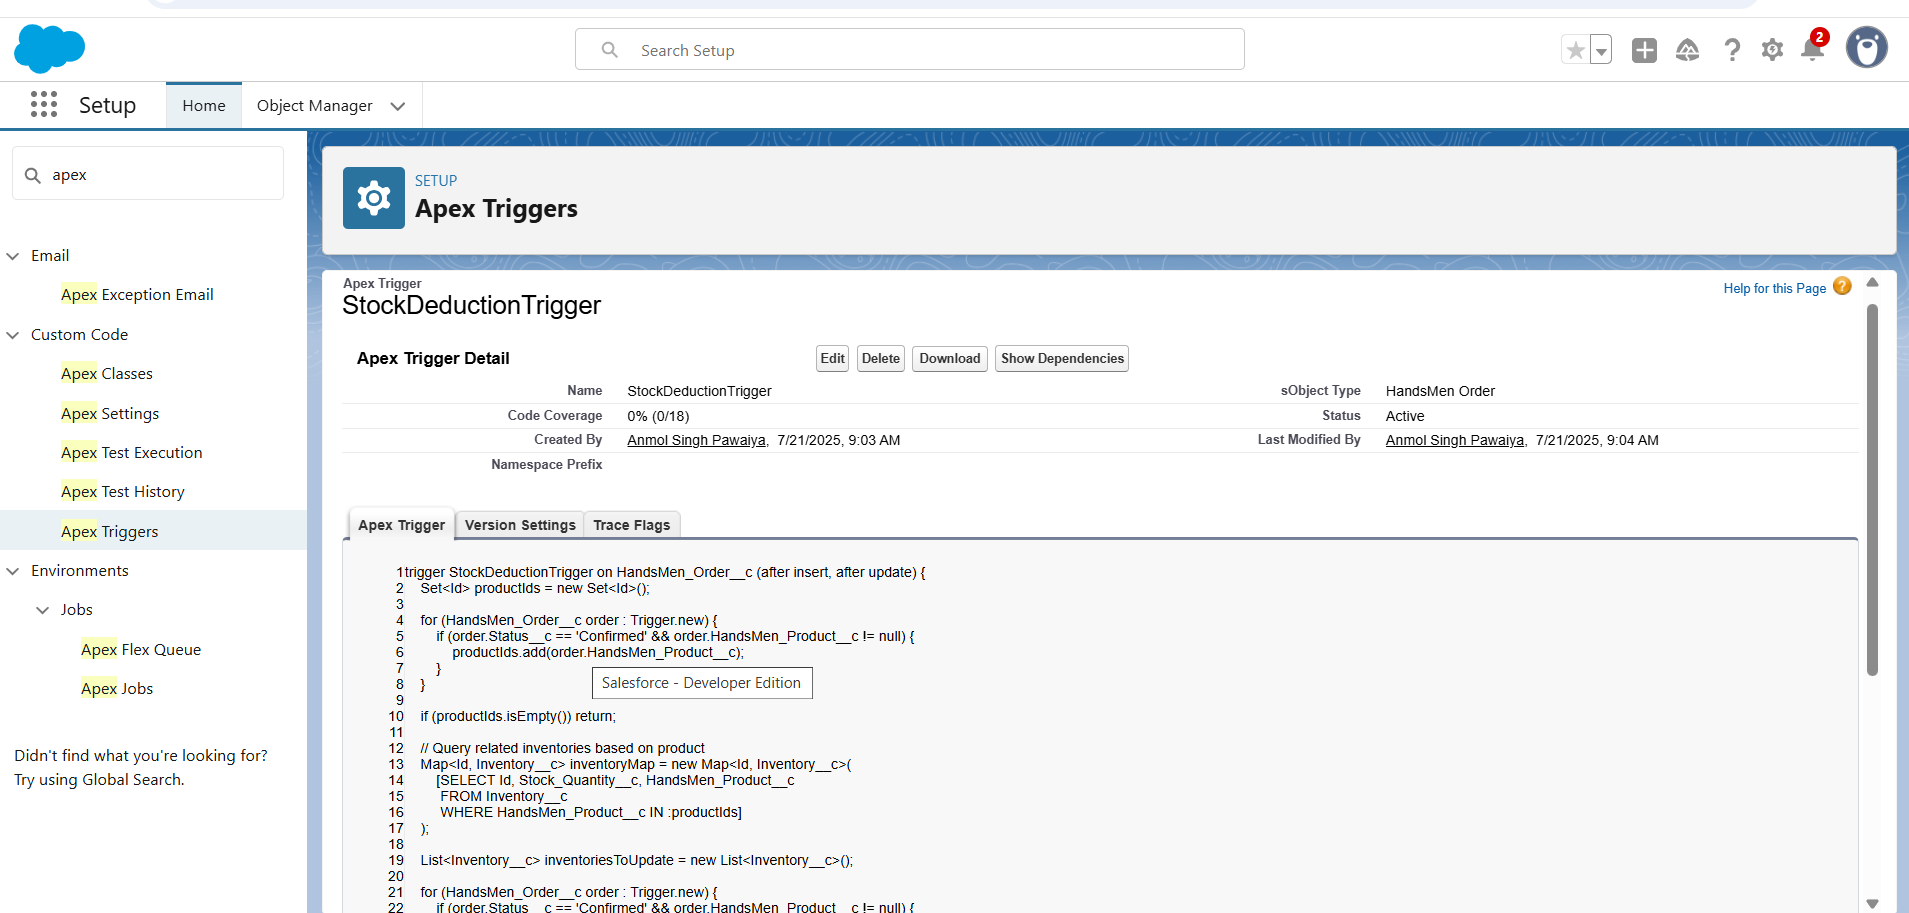 Search Setup
2
Setup
Home
Object Manager
apex
Email
Apex Exception Email
Custom Code
Apex Classes
Apex Settings
Apex Test Execution
Apex Test History
Apex Triggers
Environments
Jobs
Apex Flex Queue
Apex Jobs
Didn't find what you're looking for?
Try using Global Search.
SETUP
Apex Triggers
Apex Trigger
StockDeductionTrigger
Help for this Page ?
Apex Trigger Detail
Edit Delete Download Show Dependencies
Name StockDeductionTrigger sObject Type HandsMen Order
Code Coverage 0% (0/18) Status Active
Created By Anmol Singh Pawaiya, 7/21/2025, 9:03 AM Last Modified By Anmol Singh Pawaiya, 7/21/2025, 9:04 AM
Namespace Prefix
Apex Trigger Version Settings Trace Flags
1 trigger StockDeductionTrigger on HandsMen_Order__c (after insert, after update) {
2 Set<Id> productIds = new Set<Id>();
3
4 for (HandsMen_Order__c order : Trigger.new) {
5 if (order.Status__c == 'Confirmed' && order.HandsMen_Product__c != null) {
6 productIds.add(order.HandsMen_Product__c);
7 }
8 }
Salesforce - Developer Edition
9
10 if (productIds.isEmpty()) return;
11
12 // Query related inventories based on product
13 Map<Id, Inventory__c> inventoryMap = new Map<Id, Inventory__c>(
14 [SELECT Id, Stock_Quantity__c, HandsMen_Product__c
15 FROM Inventory__c
16 WHERE HandsMen_Product__c IN :productIds]
17 );
18
19 List<Inventory__c> inventoriesToUpdate = new List<Inventory__c>();
20
21 for (HandsMen_Order__c order : Trigger.new) {
22 if (order.Status__c == 'Confirmed' && order.HandsMen_Product__c != null) {